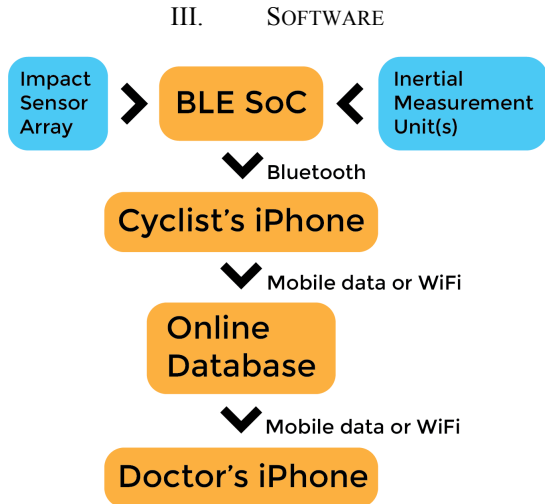 III. SOFTWARE
Impact
Sensor
Array
BLE SoC
Inertial
Measurement
Unit(s)
Bluetooth
Cyclist's iPhone
Mobile data or WiFi
Online
Database
Mobile data or WiFi
Doctor's iPhone